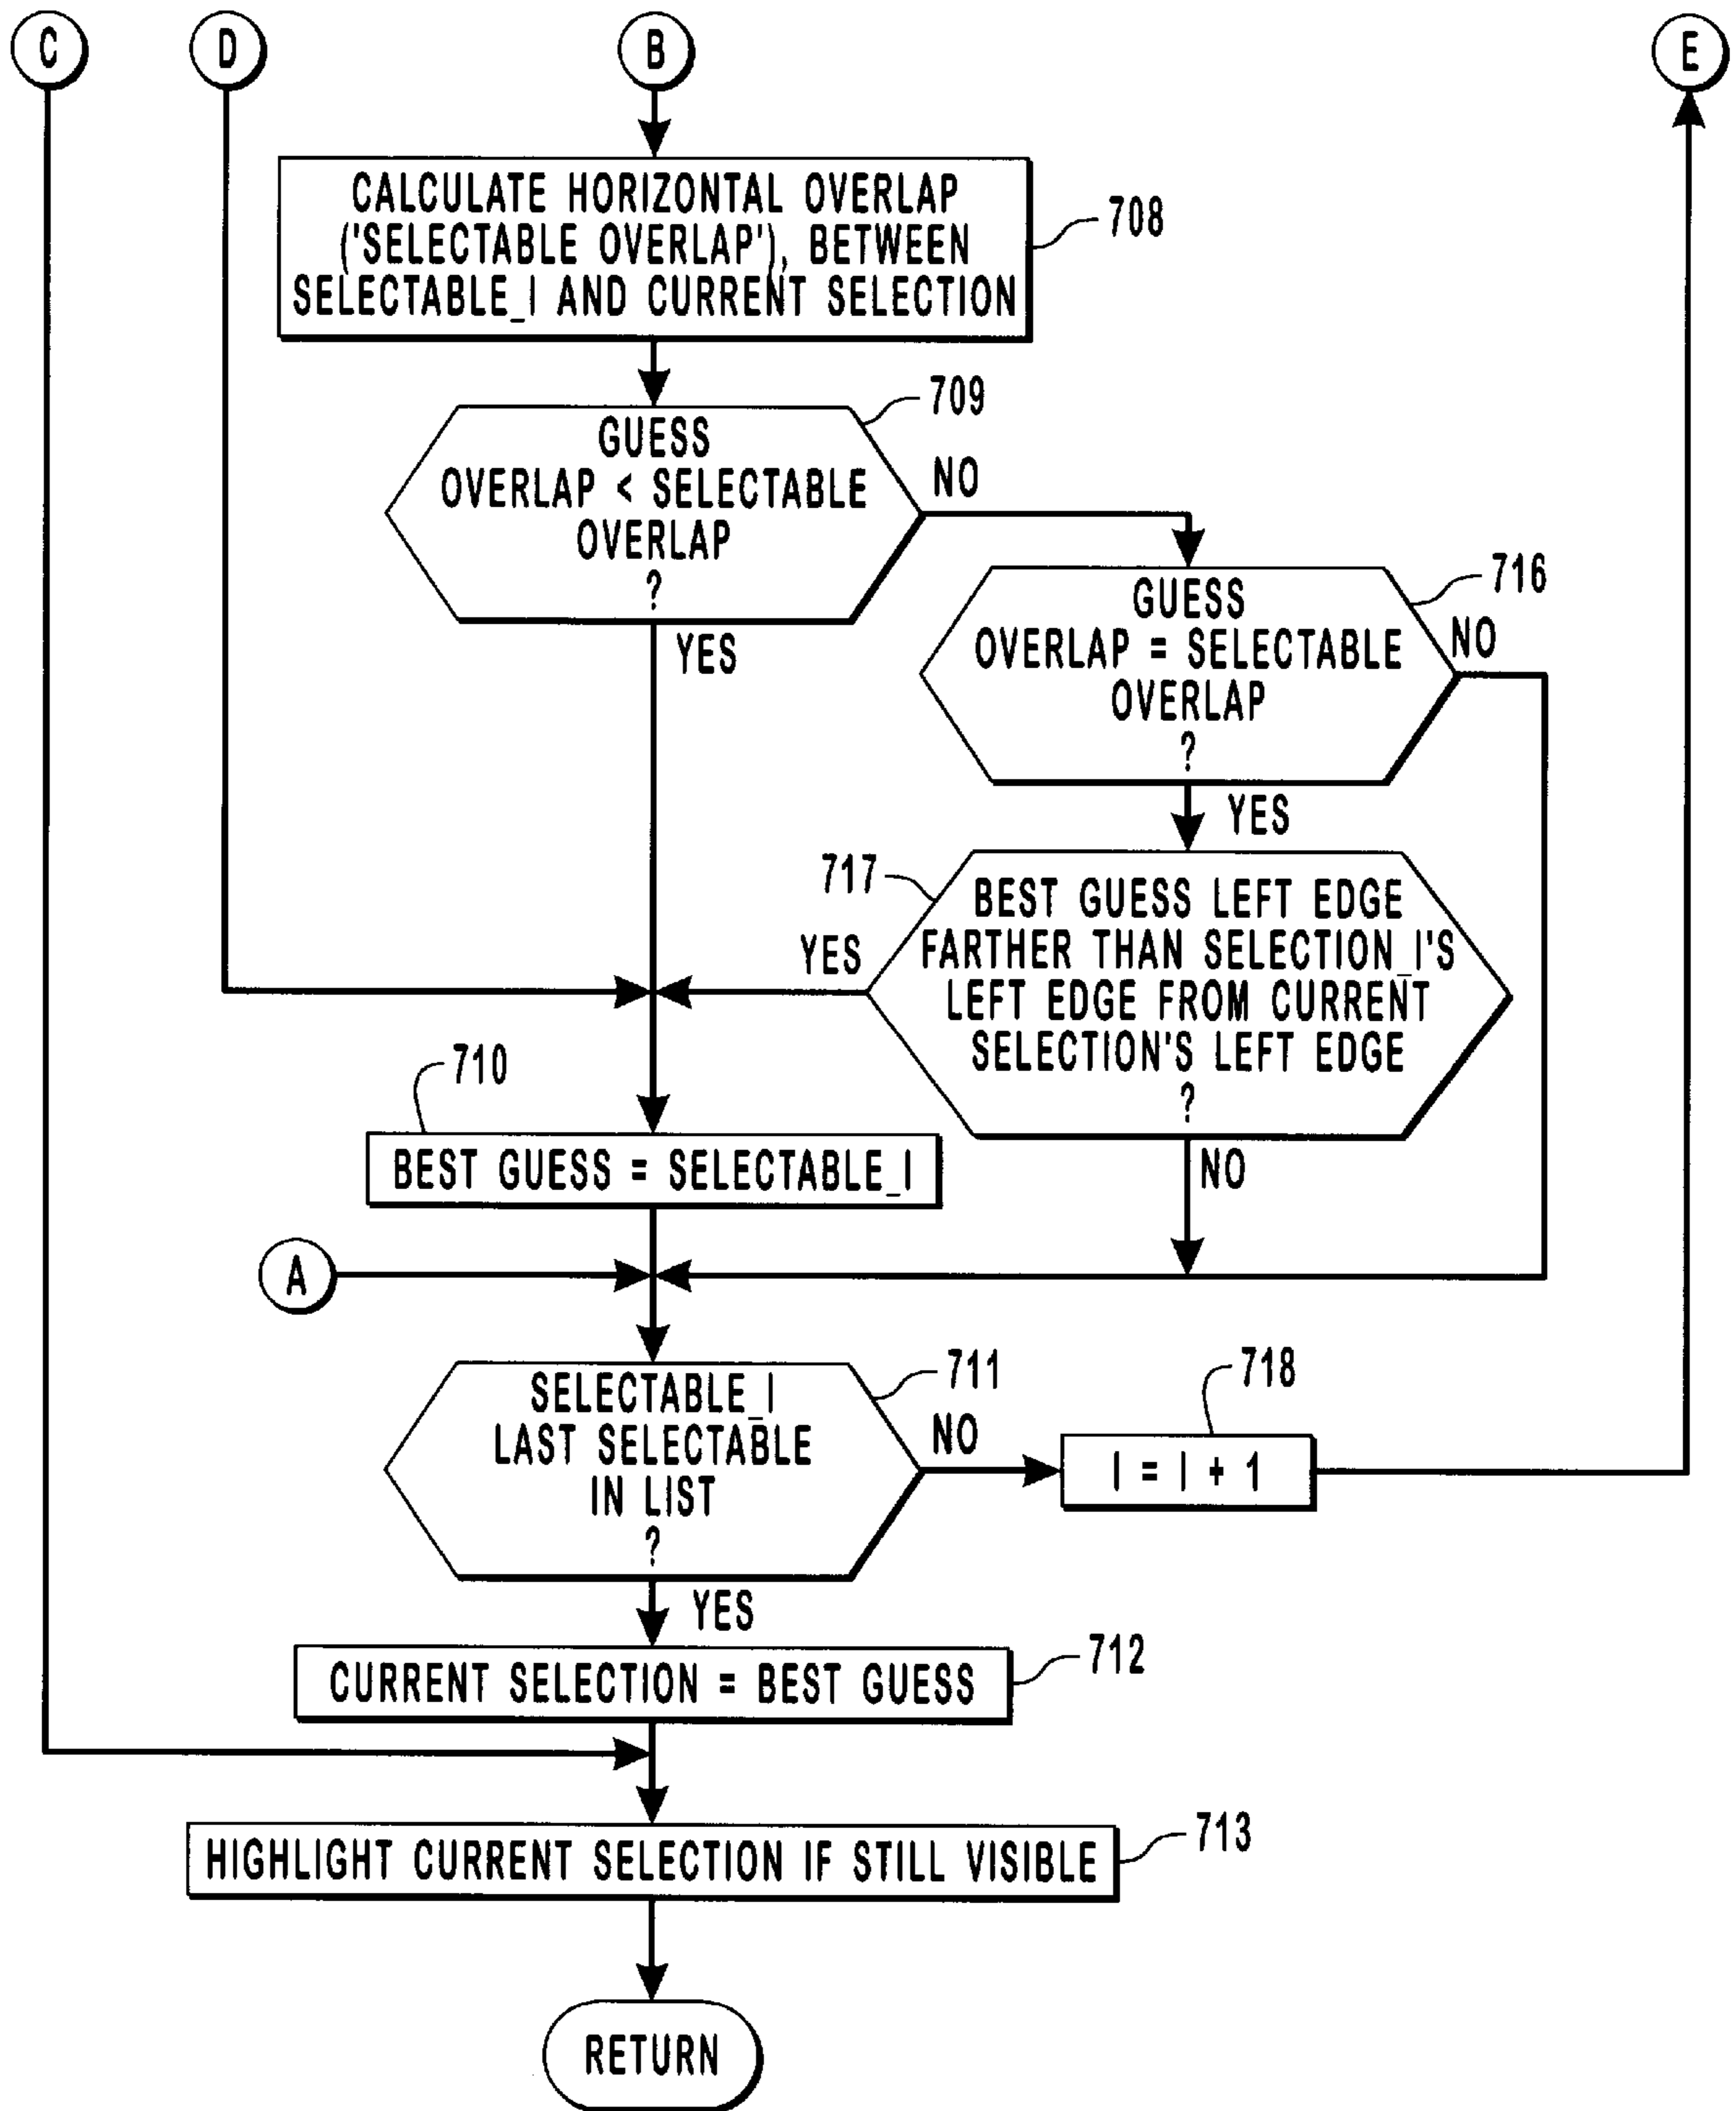 C
D
B
E
CALCULATE HORIZONTAL OVERLAP
('SELECTABLE OVERLAP'), BETWEEN
SELECTABLE_I AND CURRENT SELECTION
708
709
GUESS
OVERLAP < SELECTABLE
OVERLAP
?
NO
YES
716
GUESS
OVERLAP = SELECTABLE
OVERLAP
?
NO
YES
717
BEST GUESS LEFT EDGE
FARTHER THAN SELECTION_I'S
LEFT EDGE FROM CURRENT
SELECTION'S LEFT EDGE
?
YES
NO
710
BEST GUESS = SELECTABLE_I
A
711
SELECTABLE_I
LAST SELECTABLE
IN LIST
?
NO
718
I = I + 1
YES
712
CURRENT SELECTION = BEST GUESS
713
HIGHLIGHT CURRENT SELECTION IF STILL VISIBLE
RETURN